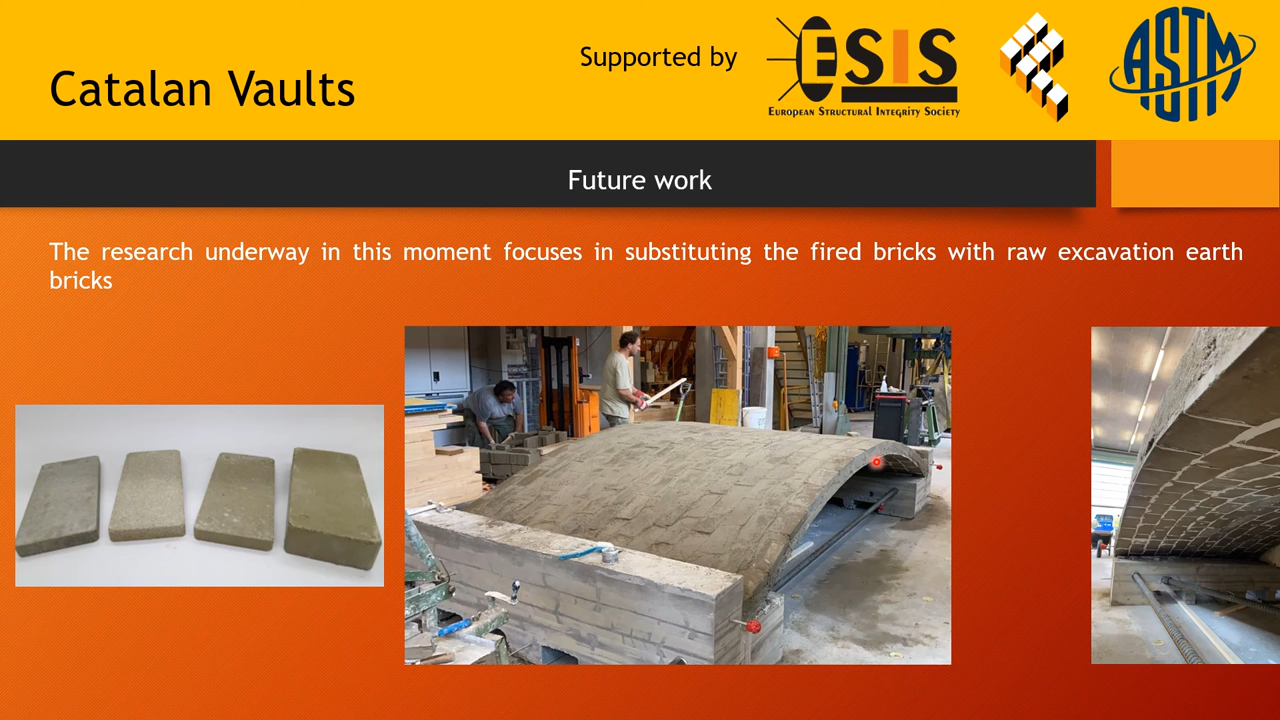 Catalan Vaults
Supported by
ESIS
European Structural Integrity Society
ASTM
Future work
The research underway in this moment focuses in substituting the fired bricks with raw excavation earth
bricks